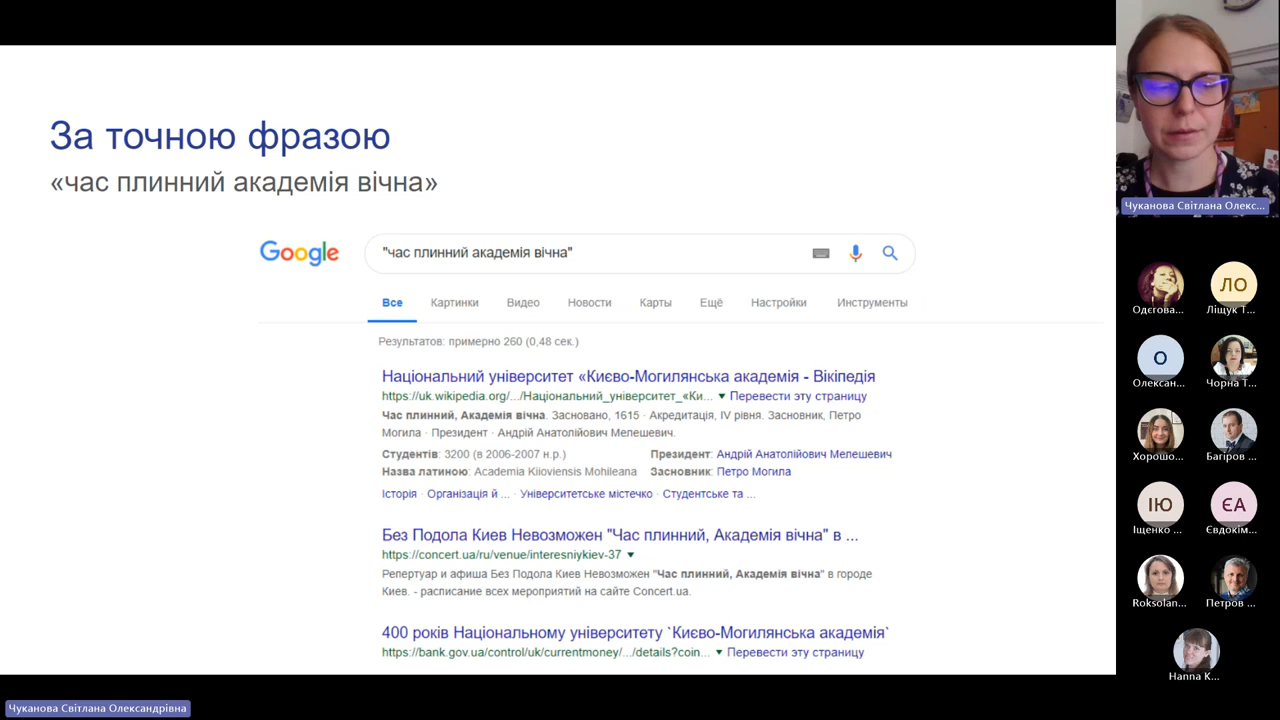 За точною фразою
«час плинний академія вічна»
Google
"час плинний академія вічна"
Все Картинки Видео Новости Карты Ещё Настройки Инструменты
Результатов: примерно 260 (0,48 сек.)
Національний університет «Києво-Могилянська академія - Вікіпедія
https://uk.wikipedia.org/.../Національний_університет_«Ки... ▼ Перевести эту страницу
Час плинний, Академія вічна. Засновано, 1615 · Акредитація, IV рівня. Засновник, Петро
Могила · Президент · Андрій Анатолійович Мелешевич.
Студентів: 3200 (в 2006-2007 н.р.) Президент: Андрій Анатолійович Мелешевич
Назва латиною: Academia Kiioviensis Mohileana Засновник: Петро Могила
Історія · Організація й ... · Університетське містечко · Студентське та ...
Без Подола Киев Невозможен "Час плинний, Академія вічна" в ...
https://concert.ua/ru/venue/interesniykiev-37 ▼
Репертуар и афиша Без Подола Киев Невозможен "Час плинний, Академія вічна" в городе
Киев. - расписание всех мероприятий на сайте Concert.ua.
400 років Національному університету `Києво-Могилянська академія`
https://bank.gov.ua/control/uk/currentmoney/.../details?coin... ▼ Перевести эту страницу
Чуканова Світлана Олекс...
ЛО
Одєгова... Ліщук Т...
О
Олексан... Чорна Т...
Хорошо... Багіров ...
ІЮ ЄА
Іщенко ... Євдокім...
Roksolan... Петров ...
Hanna K...
Чуканова Світлана Олександрівна